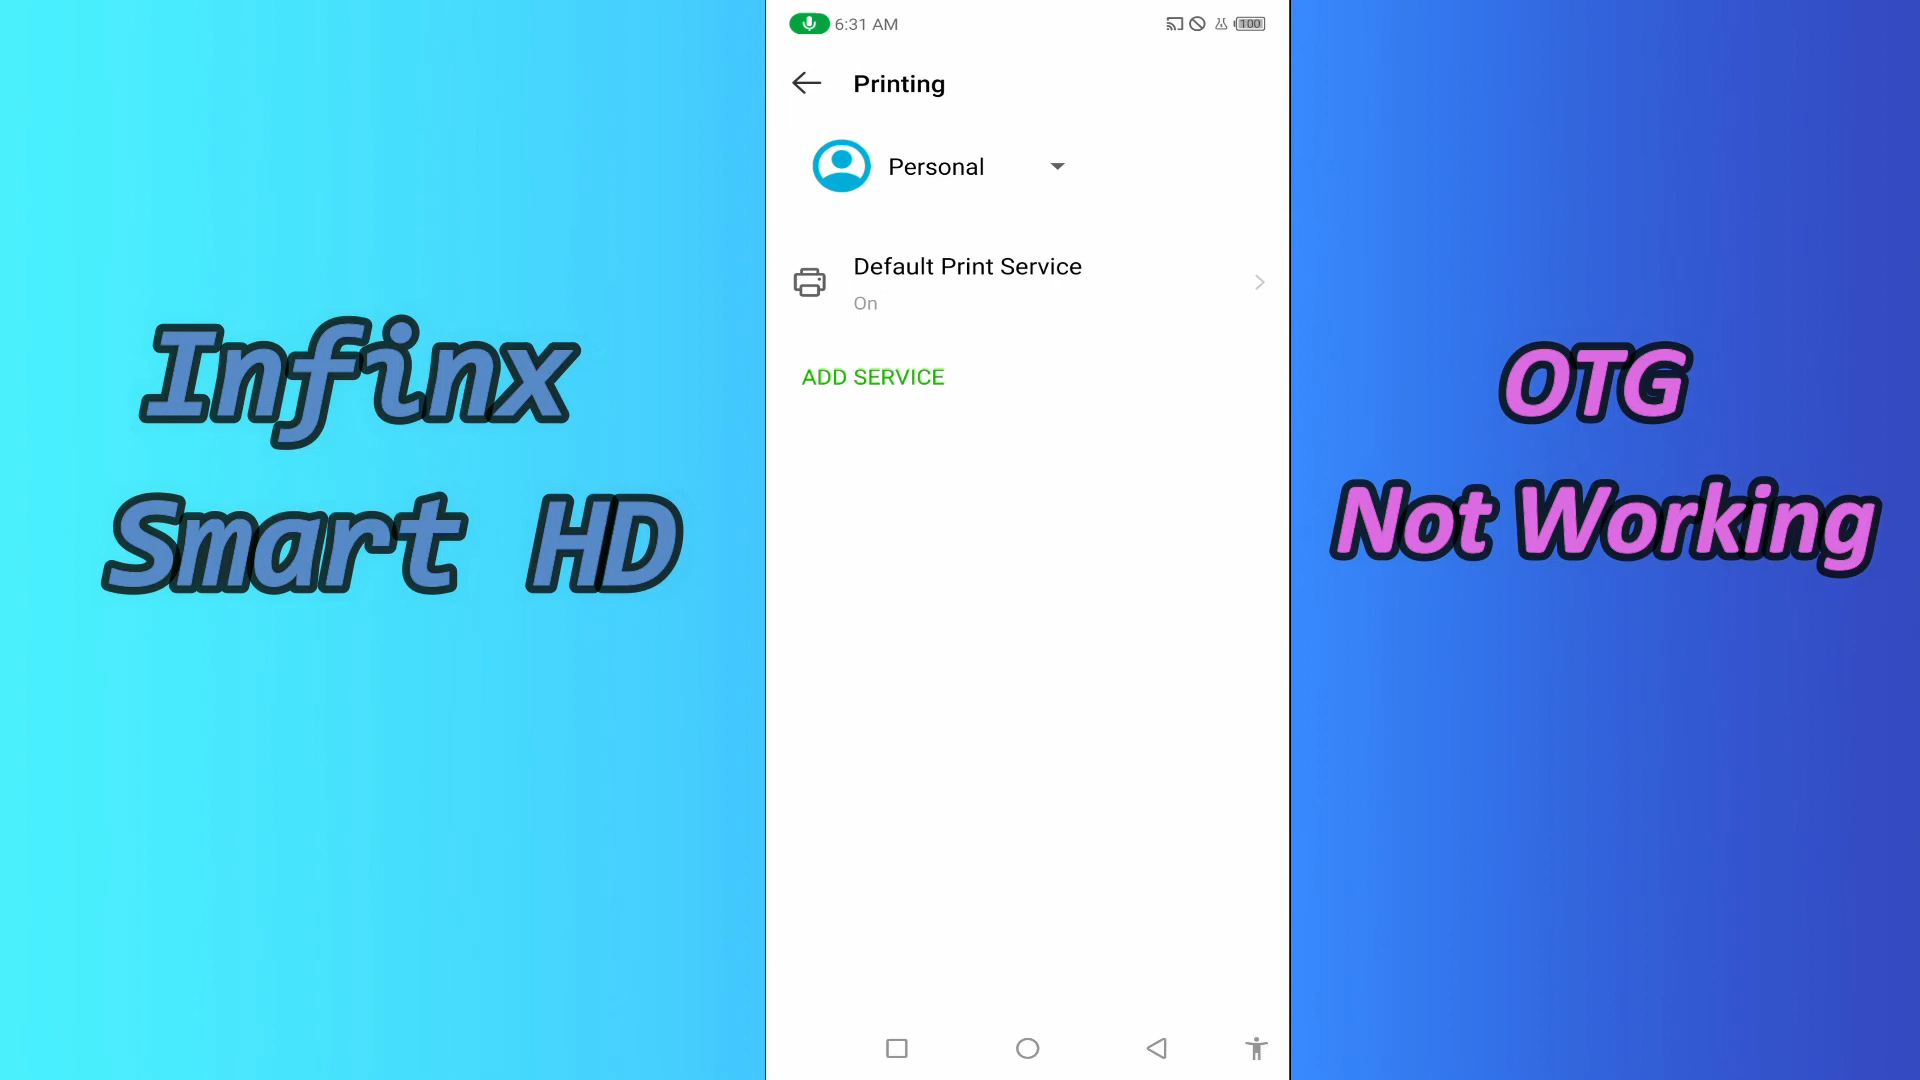 6:31 AM
100
Printing
Personal
Default Print Service
On
ADD SERVICE
Infinx
Smart HD
OTG
Not Working